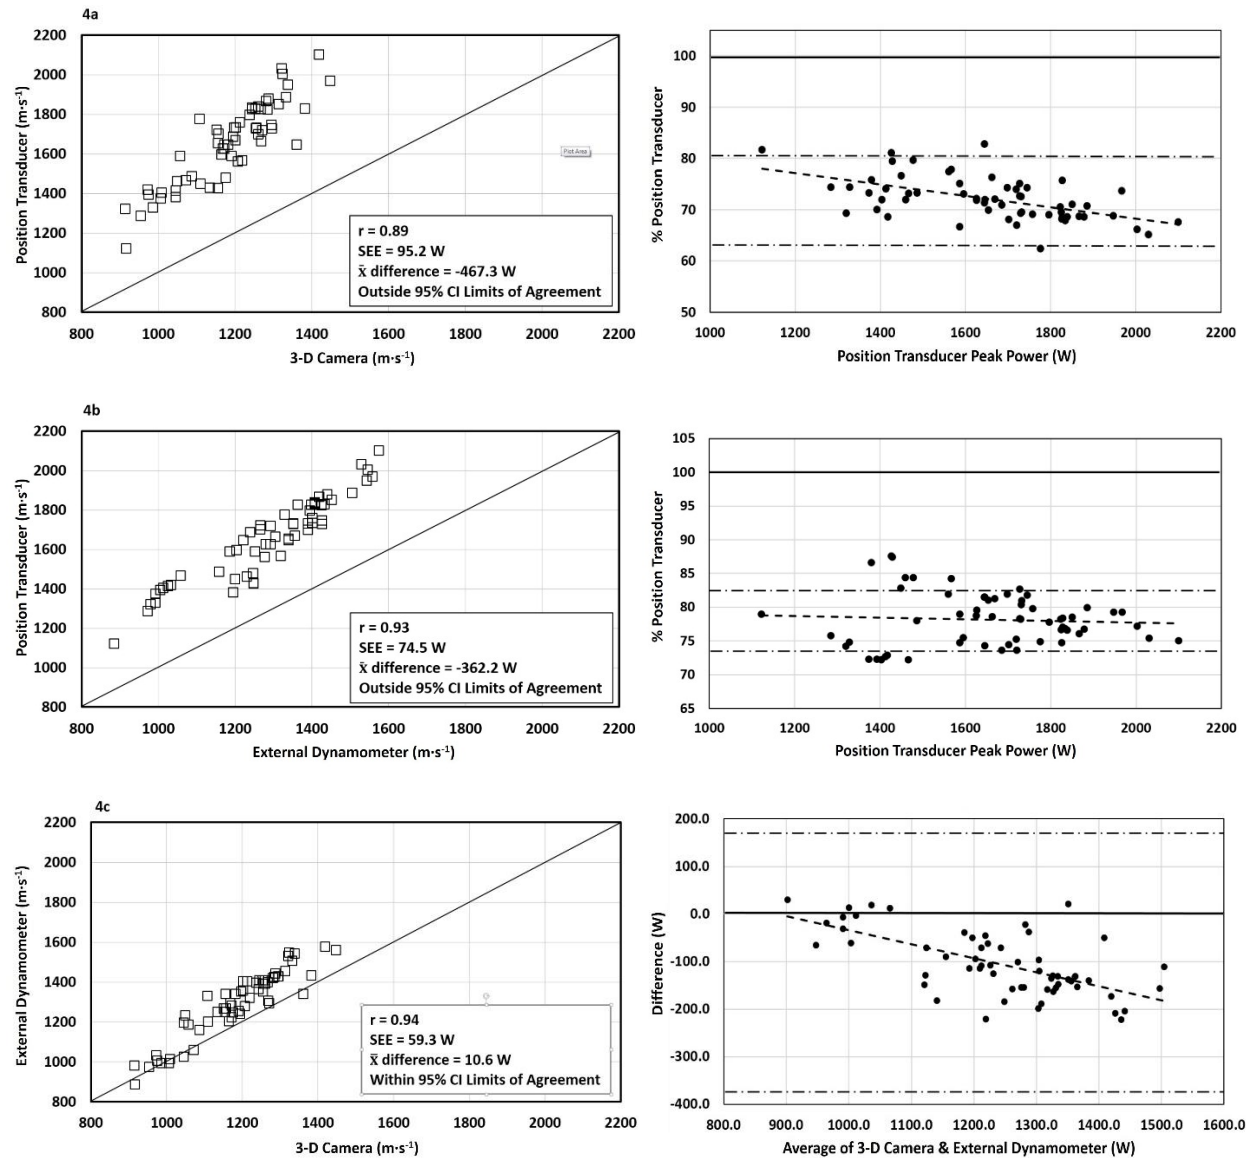 4a
Position Transducer (m·s⁻¹)
2200
2000
1800
1600
1400
1200
1000
800
800 1000 1200 1400 1600 1800 2000 2200
3-D Camera (m·s⁻¹)
r = 0.89
SEE = 95.2 W
x̄ difference = -467.3 W
Outside 95% CI Limits of Agreement
Plot Area
% Position Transducer
100
90
80
70
60
50
1000 1200 1400 1600 1800 2000 2200
Position Transducer Peak Power (W)
4b
Position Transducer (m·s⁻¹)
2200
2000
1800
1600
1400
1200
1000
800
800 1000 1200 1400 1600 1800 2000 2200
External Dynamometer (m·s⁻¹)
r = 0.93
SEE = 74.5 W
x̄ difference = -362.2 W
Outside 95% CI Limits of Agreement
% Position Transducer
105
100
95
90
85
80
75
70
65
1000 1200 1400 1600 1800 2000 2200
Position Transducer Peak Power (W)
4c
External Dynamometer (m·s⁻¹)
2200
2000
1800
1600
1400
1200
1000
800
800 1000 1200 1400 1600 1800 2000 2200
3-D Camera (m·s⁻¹)
r = 0.94
SEE = 59.3 W
x̄ difference = 10.6 W
Within 95% CI Limits of Agreement
Difference (W)
200.0
100.0
0.0
-100.0
-200.0
-300.0
-400.0
800.0 900.0 1000.0 1100.0 1200.0 1300.0 1400.0 1500.0 1600.0
Average of 3-D Camera & External Dynamometer (W)